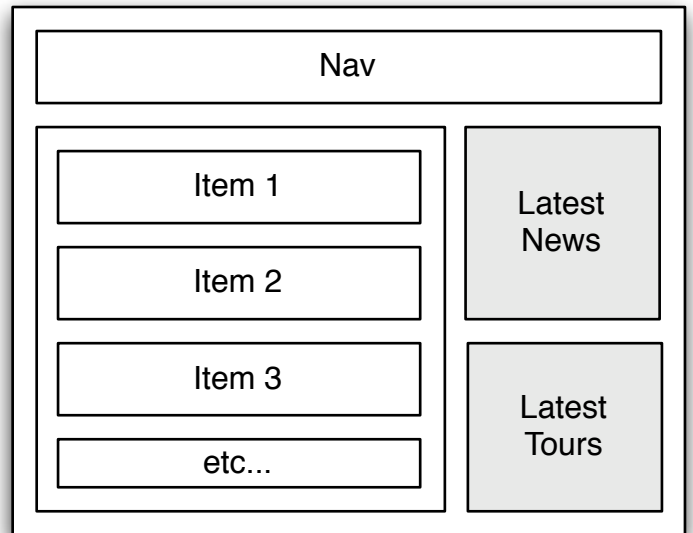 Nav
Item 1
Item 2
Item 3
etc...
Latest
News
Latest
Tours